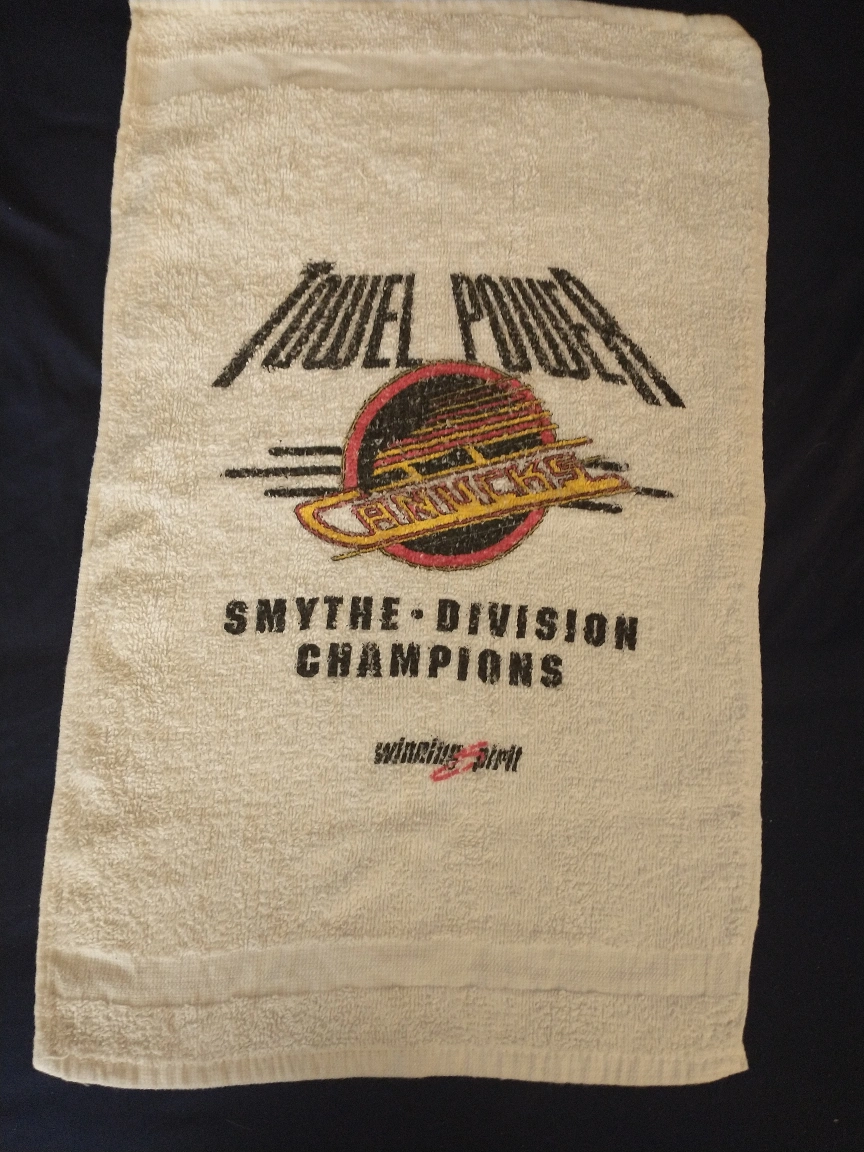 TOWEL POWER
CANUCKS
SMYTHE • DIVISION
CHAMPIONS
winning Spirit